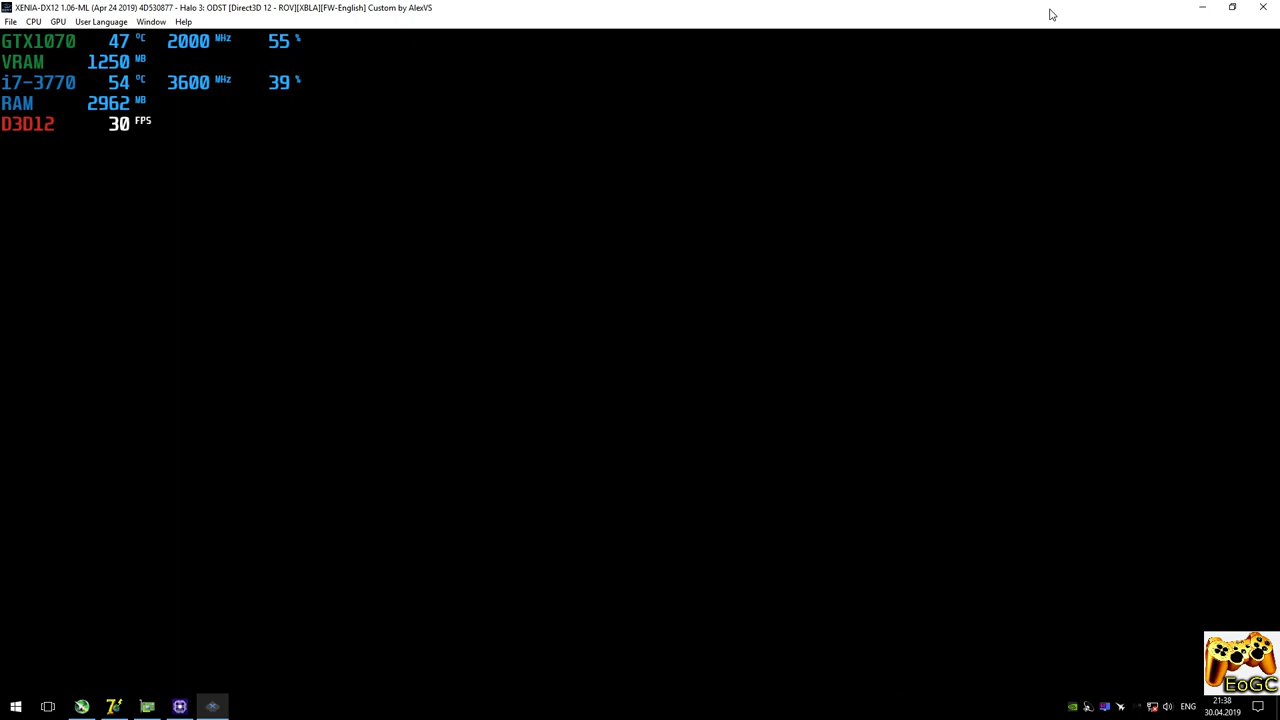 XENIA-DX12 1.06-ML (Apr 24 2019) 4D530877 - Halo 3: ODST [Direct3D 12 - ROV][XBLA][FW-English] Custom by AlexVS
File CPU GPU User Language Window Help
GTX1070 47 °C 2000 MHz 55 %
VRAM 1250 MB
i7-3770 54 °C 3600 MHz 39 %
RAM 2962 MB
D3D12 30 FPS
EoGC
ENG
21:38
30.04.2019